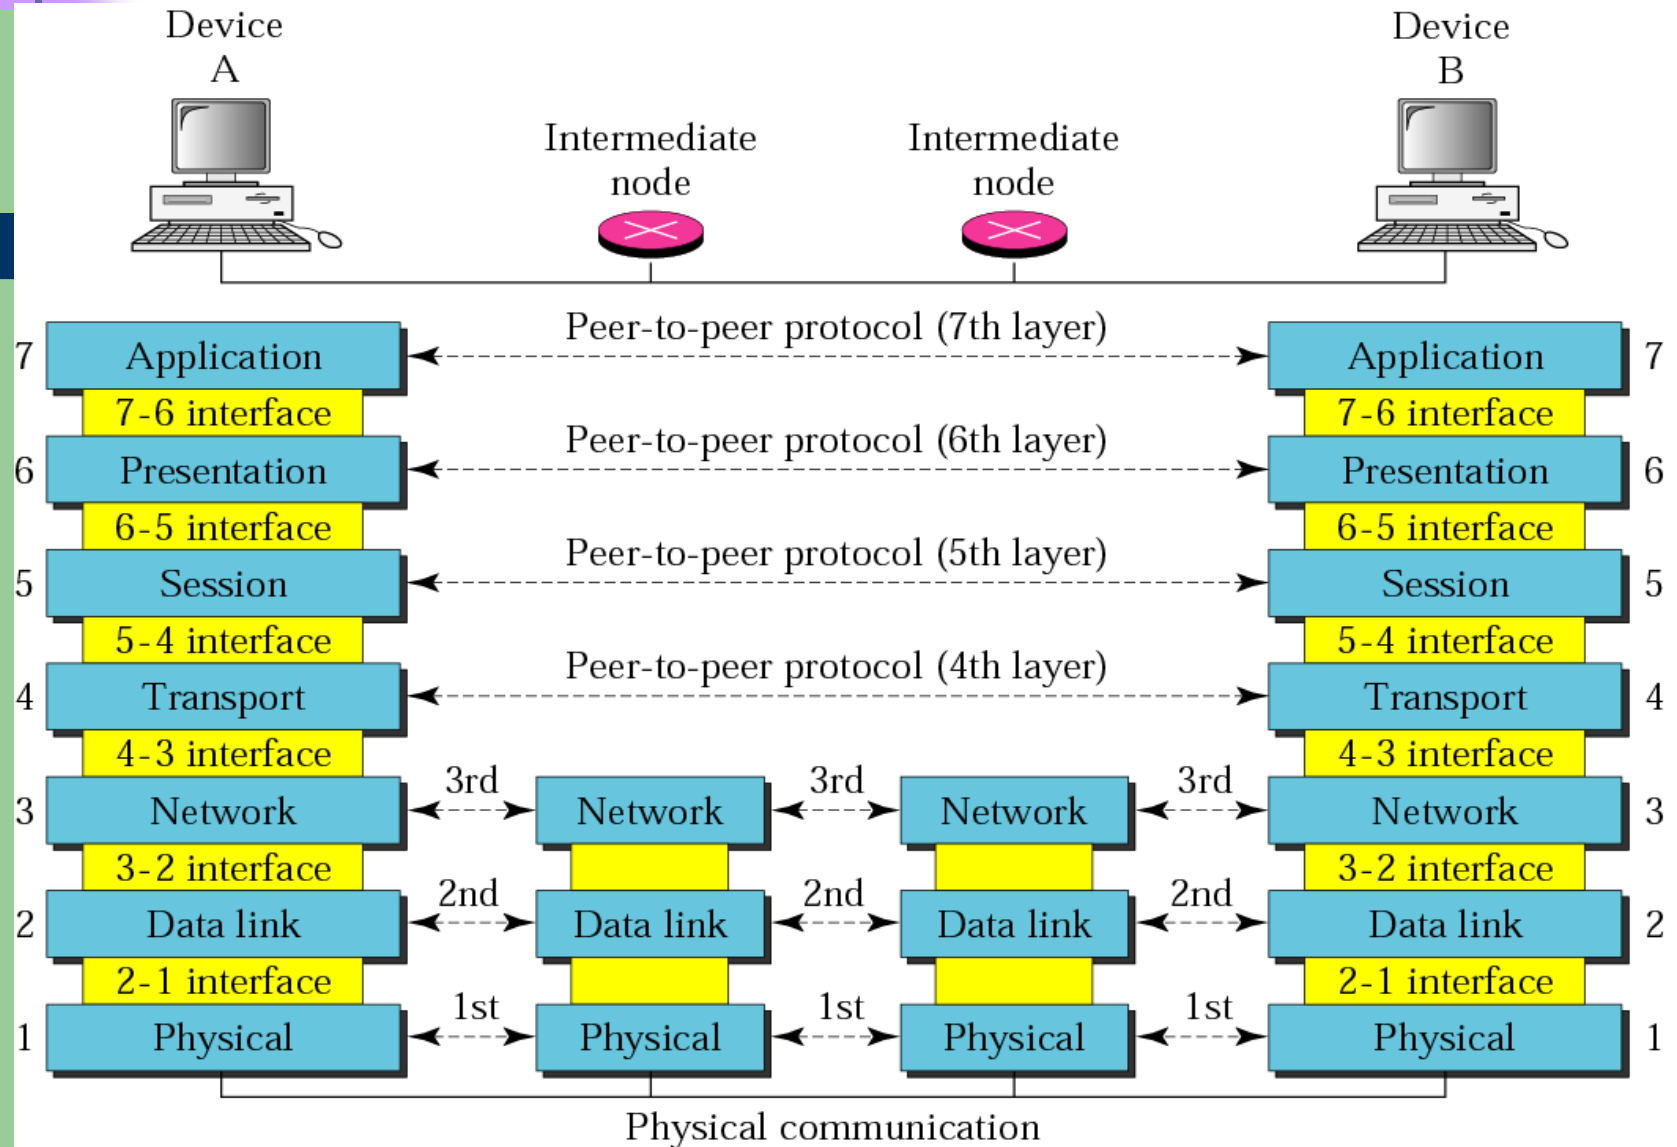 Device
A
Device
B
Intermediate
node
Intermediate
node
Peer-to-peer protocol (7th layer)
7 Application Application 7
7-6 interface 7-6 interface
Peer-to-peer protocol (6th layer)
6 Presentation Presentation 6
6-5 interface 6-5 interface
Peer-to-peer protocol (5th layer)
5 Session Session 5
5-4 interface 5-4 interface
Peer-to-peer protocol (4th layer)
4 Transport Transport 4
4-3 interface 4-3 interface
3rd 3rd 3rd
3 Network Network Network Network 3
3-2 interface 3-2 interface
2nd 2nd 2nd
2 Data link Data link Data link Data link 2
2-1 interface 2-1 interface
1st 1st 1st
1 Physical Physical Physical Physical 1
Physical communication